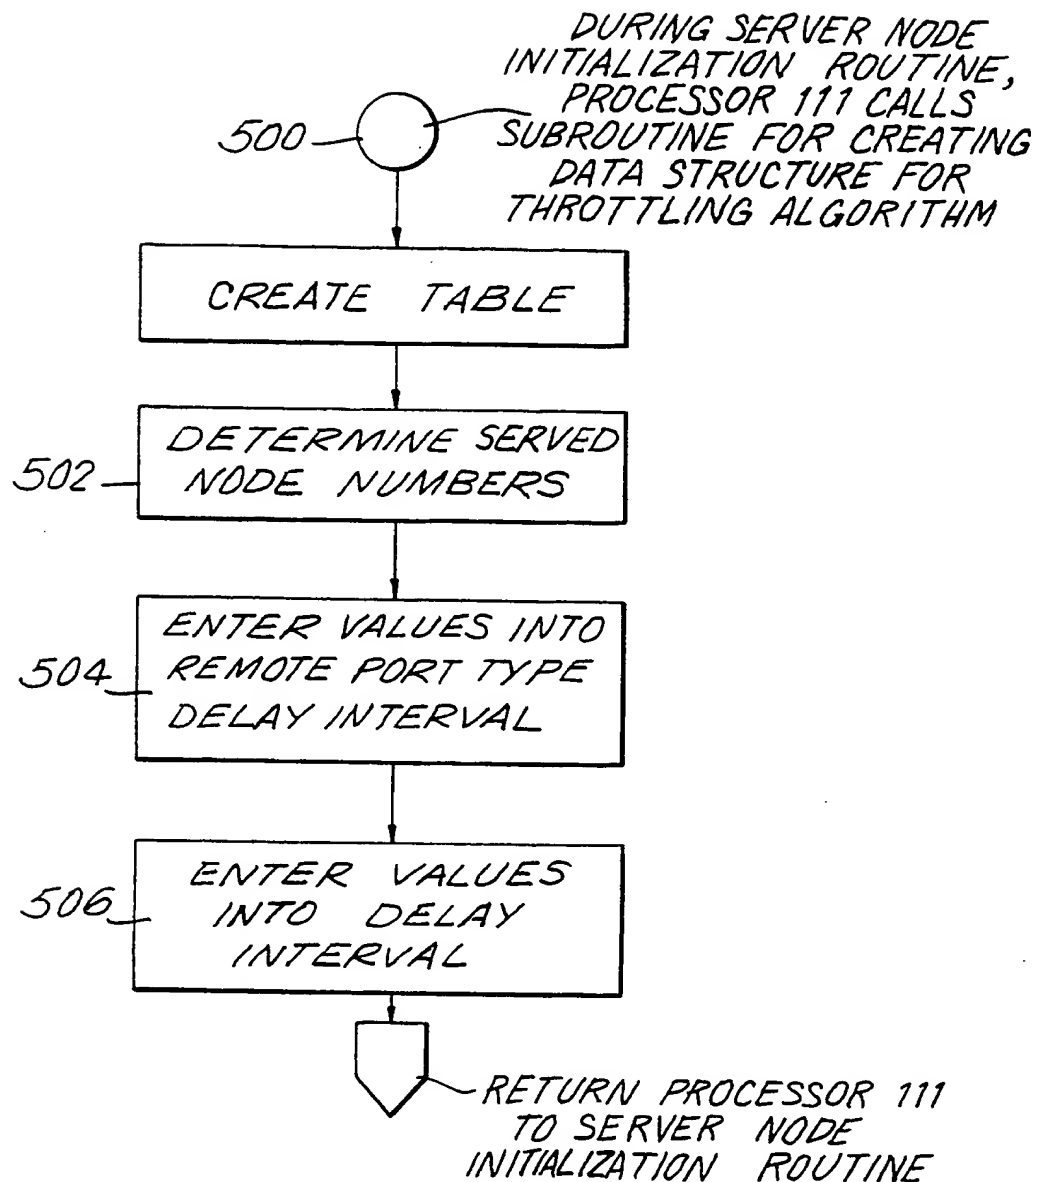 DURING SERVER NODE
INITIALIZATION ROUTINE,
PROCESSOR 111 CALLS
SUBROUTINE FOR CREATING
DATA STRUCTURE FOR
THROTTLING ALGORITHM
500
CREATE TABLE
502
DETERMINE SERVED
NODE NUMBERS
504
ENTER VALUES INTO
REMOTE PORT TYPE
DELAY INTERVAL
506
ENTER VALUES
INTO DELAY
INTERVAL
RETURN PROCESSOR 111
TO SERVER NODE
INITIALIZATION ROUTINE